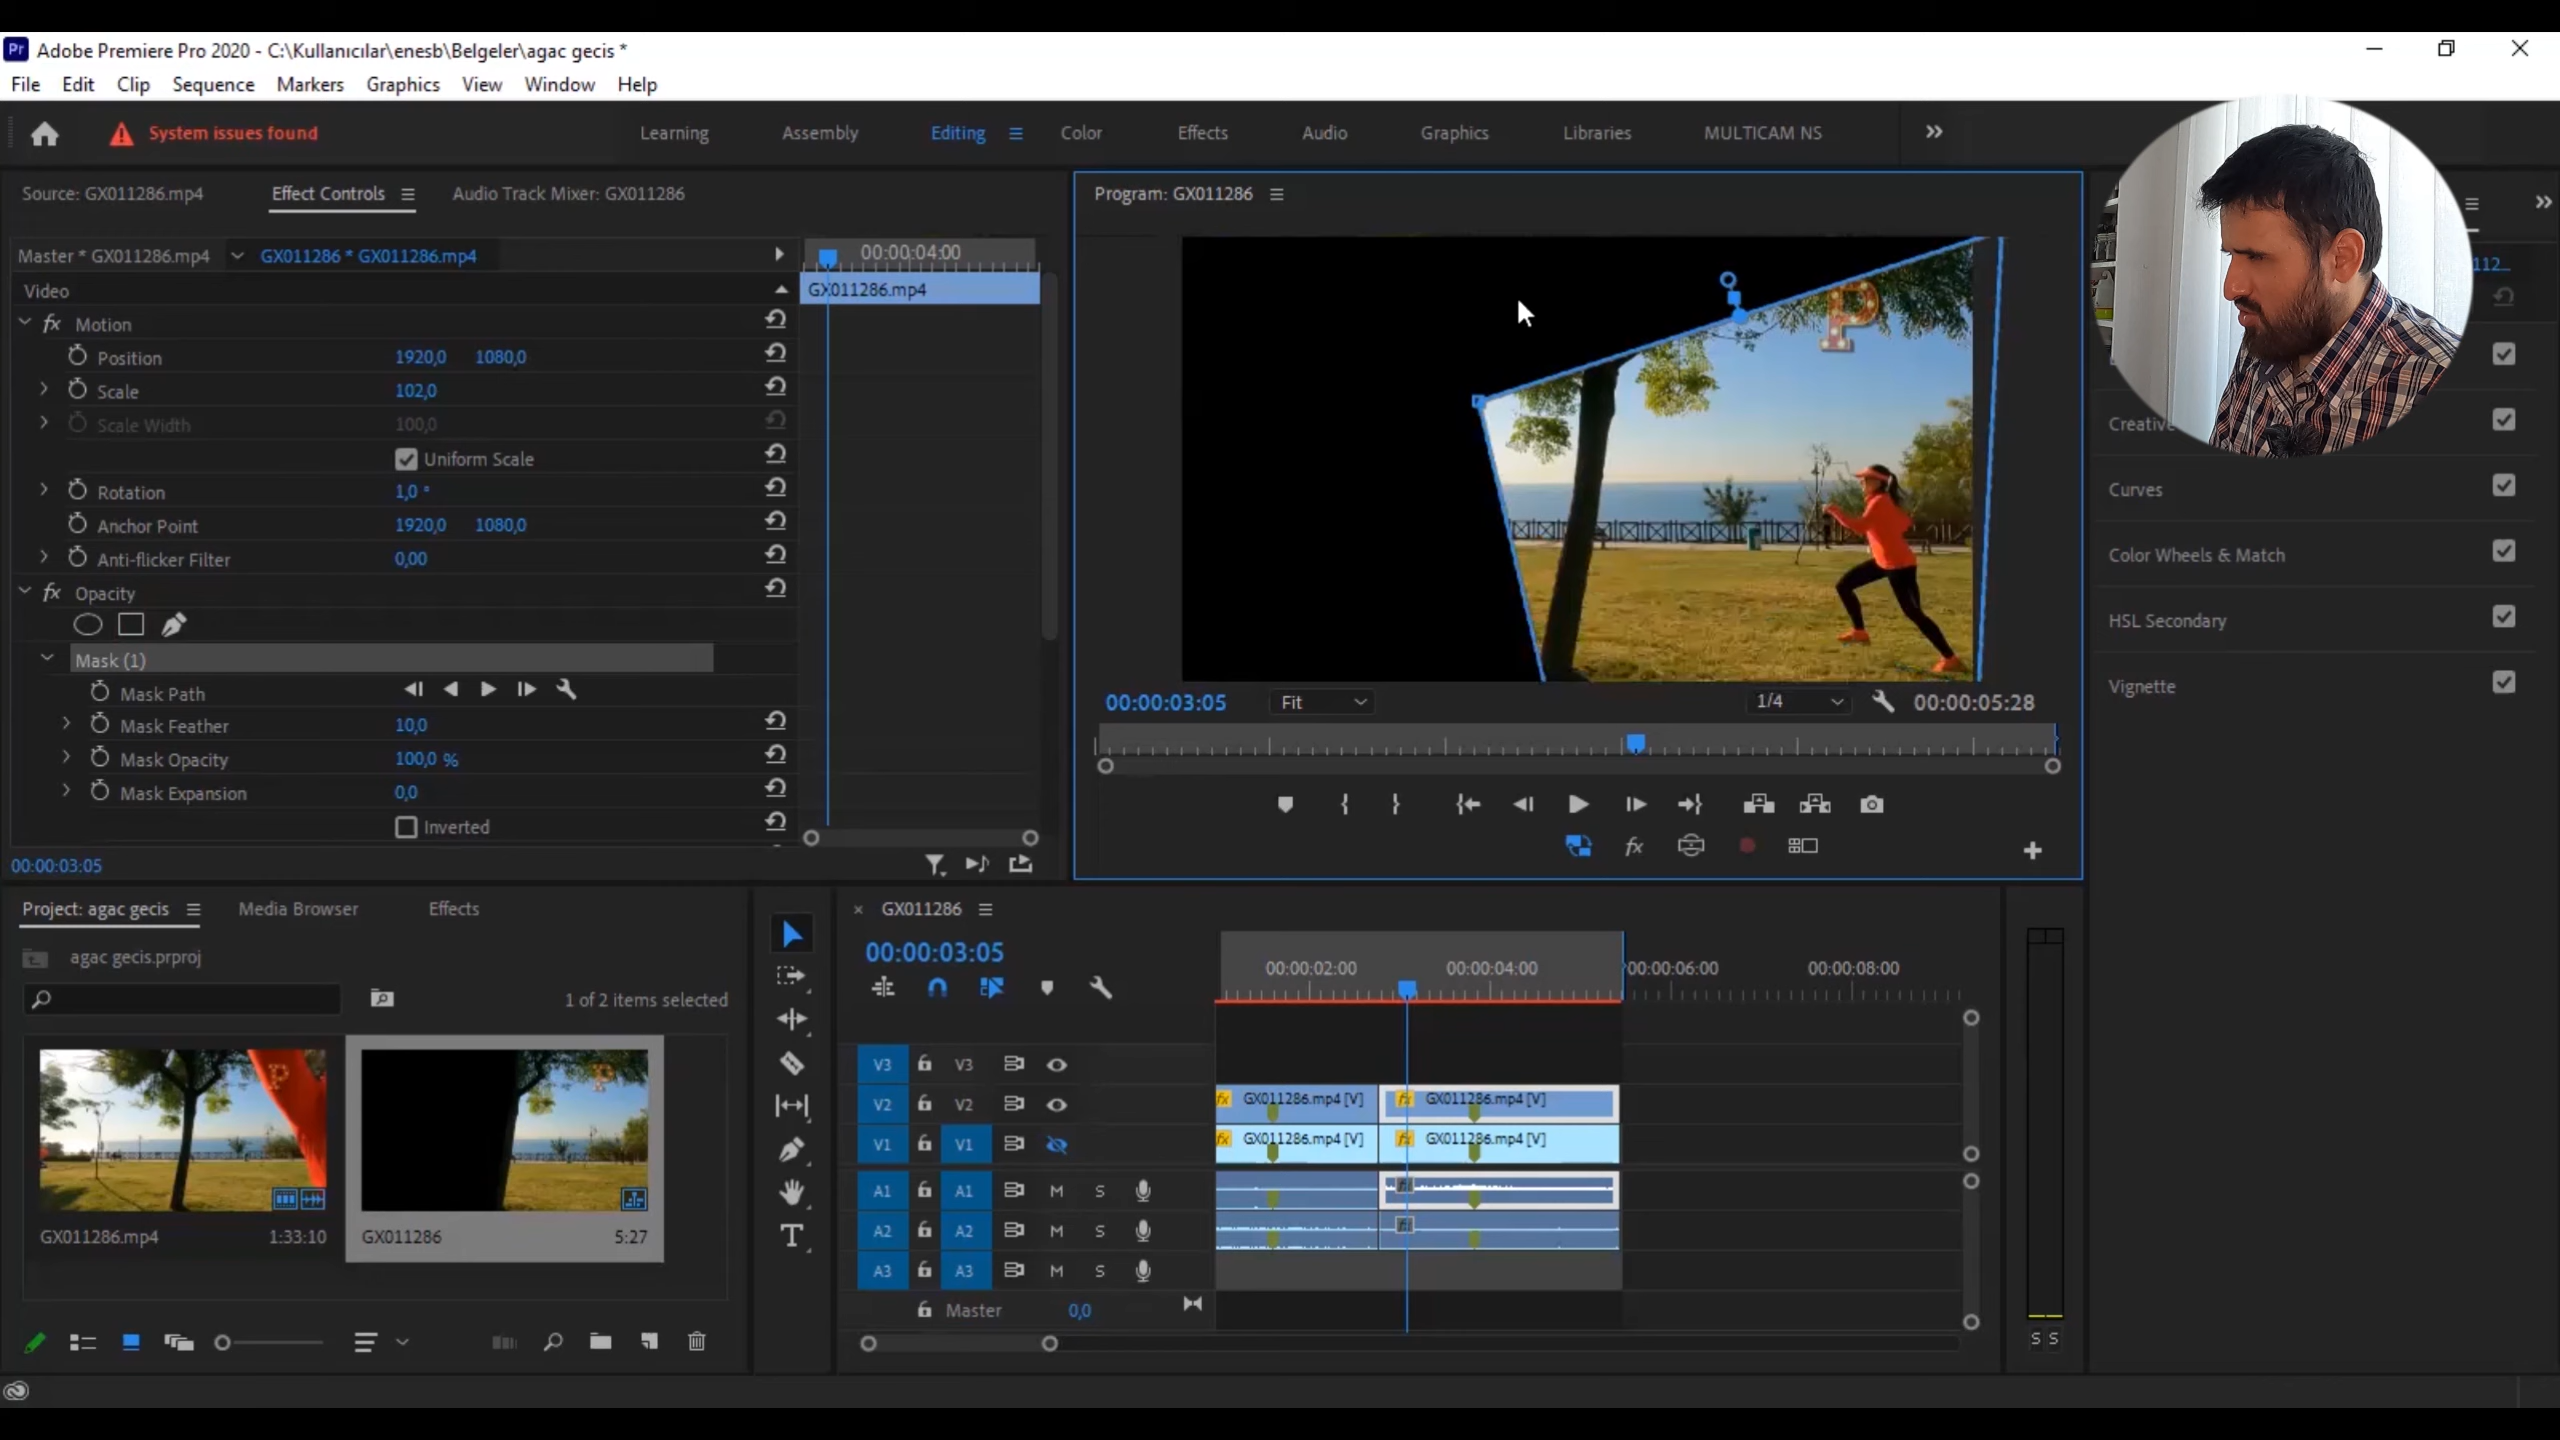 Adobe Premiere Pro 2020 - C:\Kullanıcılar\enesb\Belgeler\agac gecis *
File Edit Clip Sequence Markers Graphics View Window Help
System issues found
Learning Assembly Editing Color Effects Audio Graphics Libraries MULTICAM NS
Source: GX011286.mp4 Effect Controls Audio Track Mixer: GX011286
Program: GX011286
Master * GX011286.mp4 GX011286 * GX011286.mp4
00:00:04:00
112...
Video
GX011286.mp4
fx Motion
Position 1920,0 1080,0
Scale 102,0
Scale Width 100,0
Uniform Scale
Rotation 1,0 °
Anchor Point 1920,0 1080,0
Anti-flicker Filter 0,00
fx Opacity
Mask (1)
Mask Path
Mask Feather 10,0
Mask Opacity 100,0 %
Mask Expansion 0,0
Inverted
00:00:03:05
P
00:00:03:05 Fit 1/4 00:00:05:28
fx
Creative
Curves
Color Wheels & Match
HSL Secondary
Vignette
Project: agac gecis Media Browser Effects
agac gecis.prproj
1 of 2 items selected
GX011286.mp4 1:33:10
GX011286 5:27
GX011286
00:00:03:05
00:00:02:00 00:00:04:00 00:00:06:00 00:00:08:00
V3 V3
V2 V2 fx GX011286.mp4 [V] fx GX011286.mp4 [V]
V1 V1 fx GX011286.mp4 [V] fx GX011286.mp4 [V]
A1 A1 M S
A2 A2 M S
A3 A3 M S
Master 0,0
S S